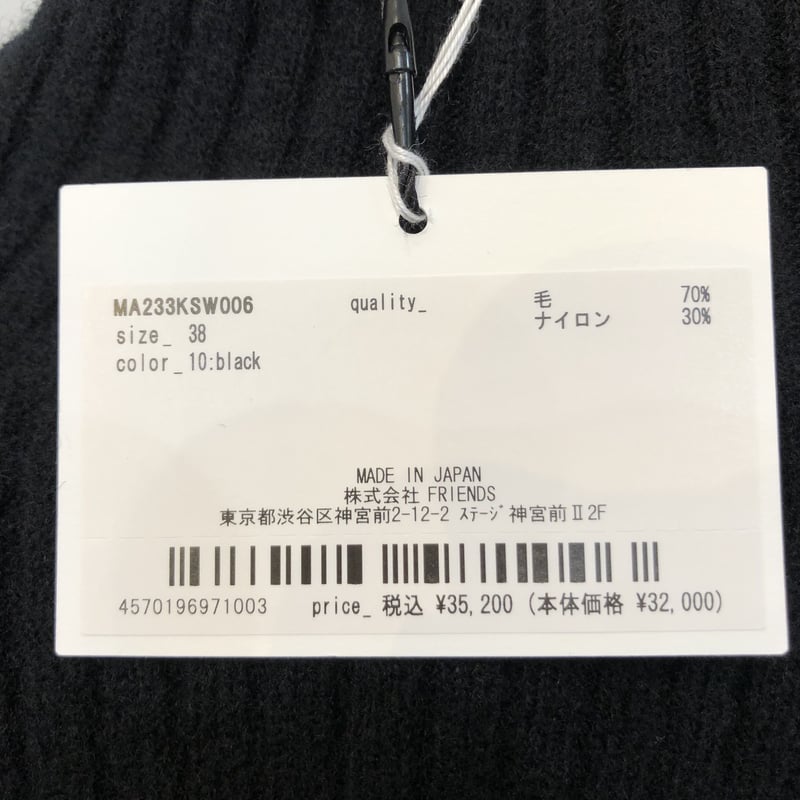 MA233KSW006
size_ 38
color_10:black
quality_
毛 70%
ナイロン 30%
MADE IN JAPAN
株式会社 FRIENDS
東京都渋谷区神宮前2-12-2 ｽﾃｰｼﾞ神宮前Ⅱ2F
4570196971003 price_ 税込 ¥35,200 (本体価格 ¥32,000)